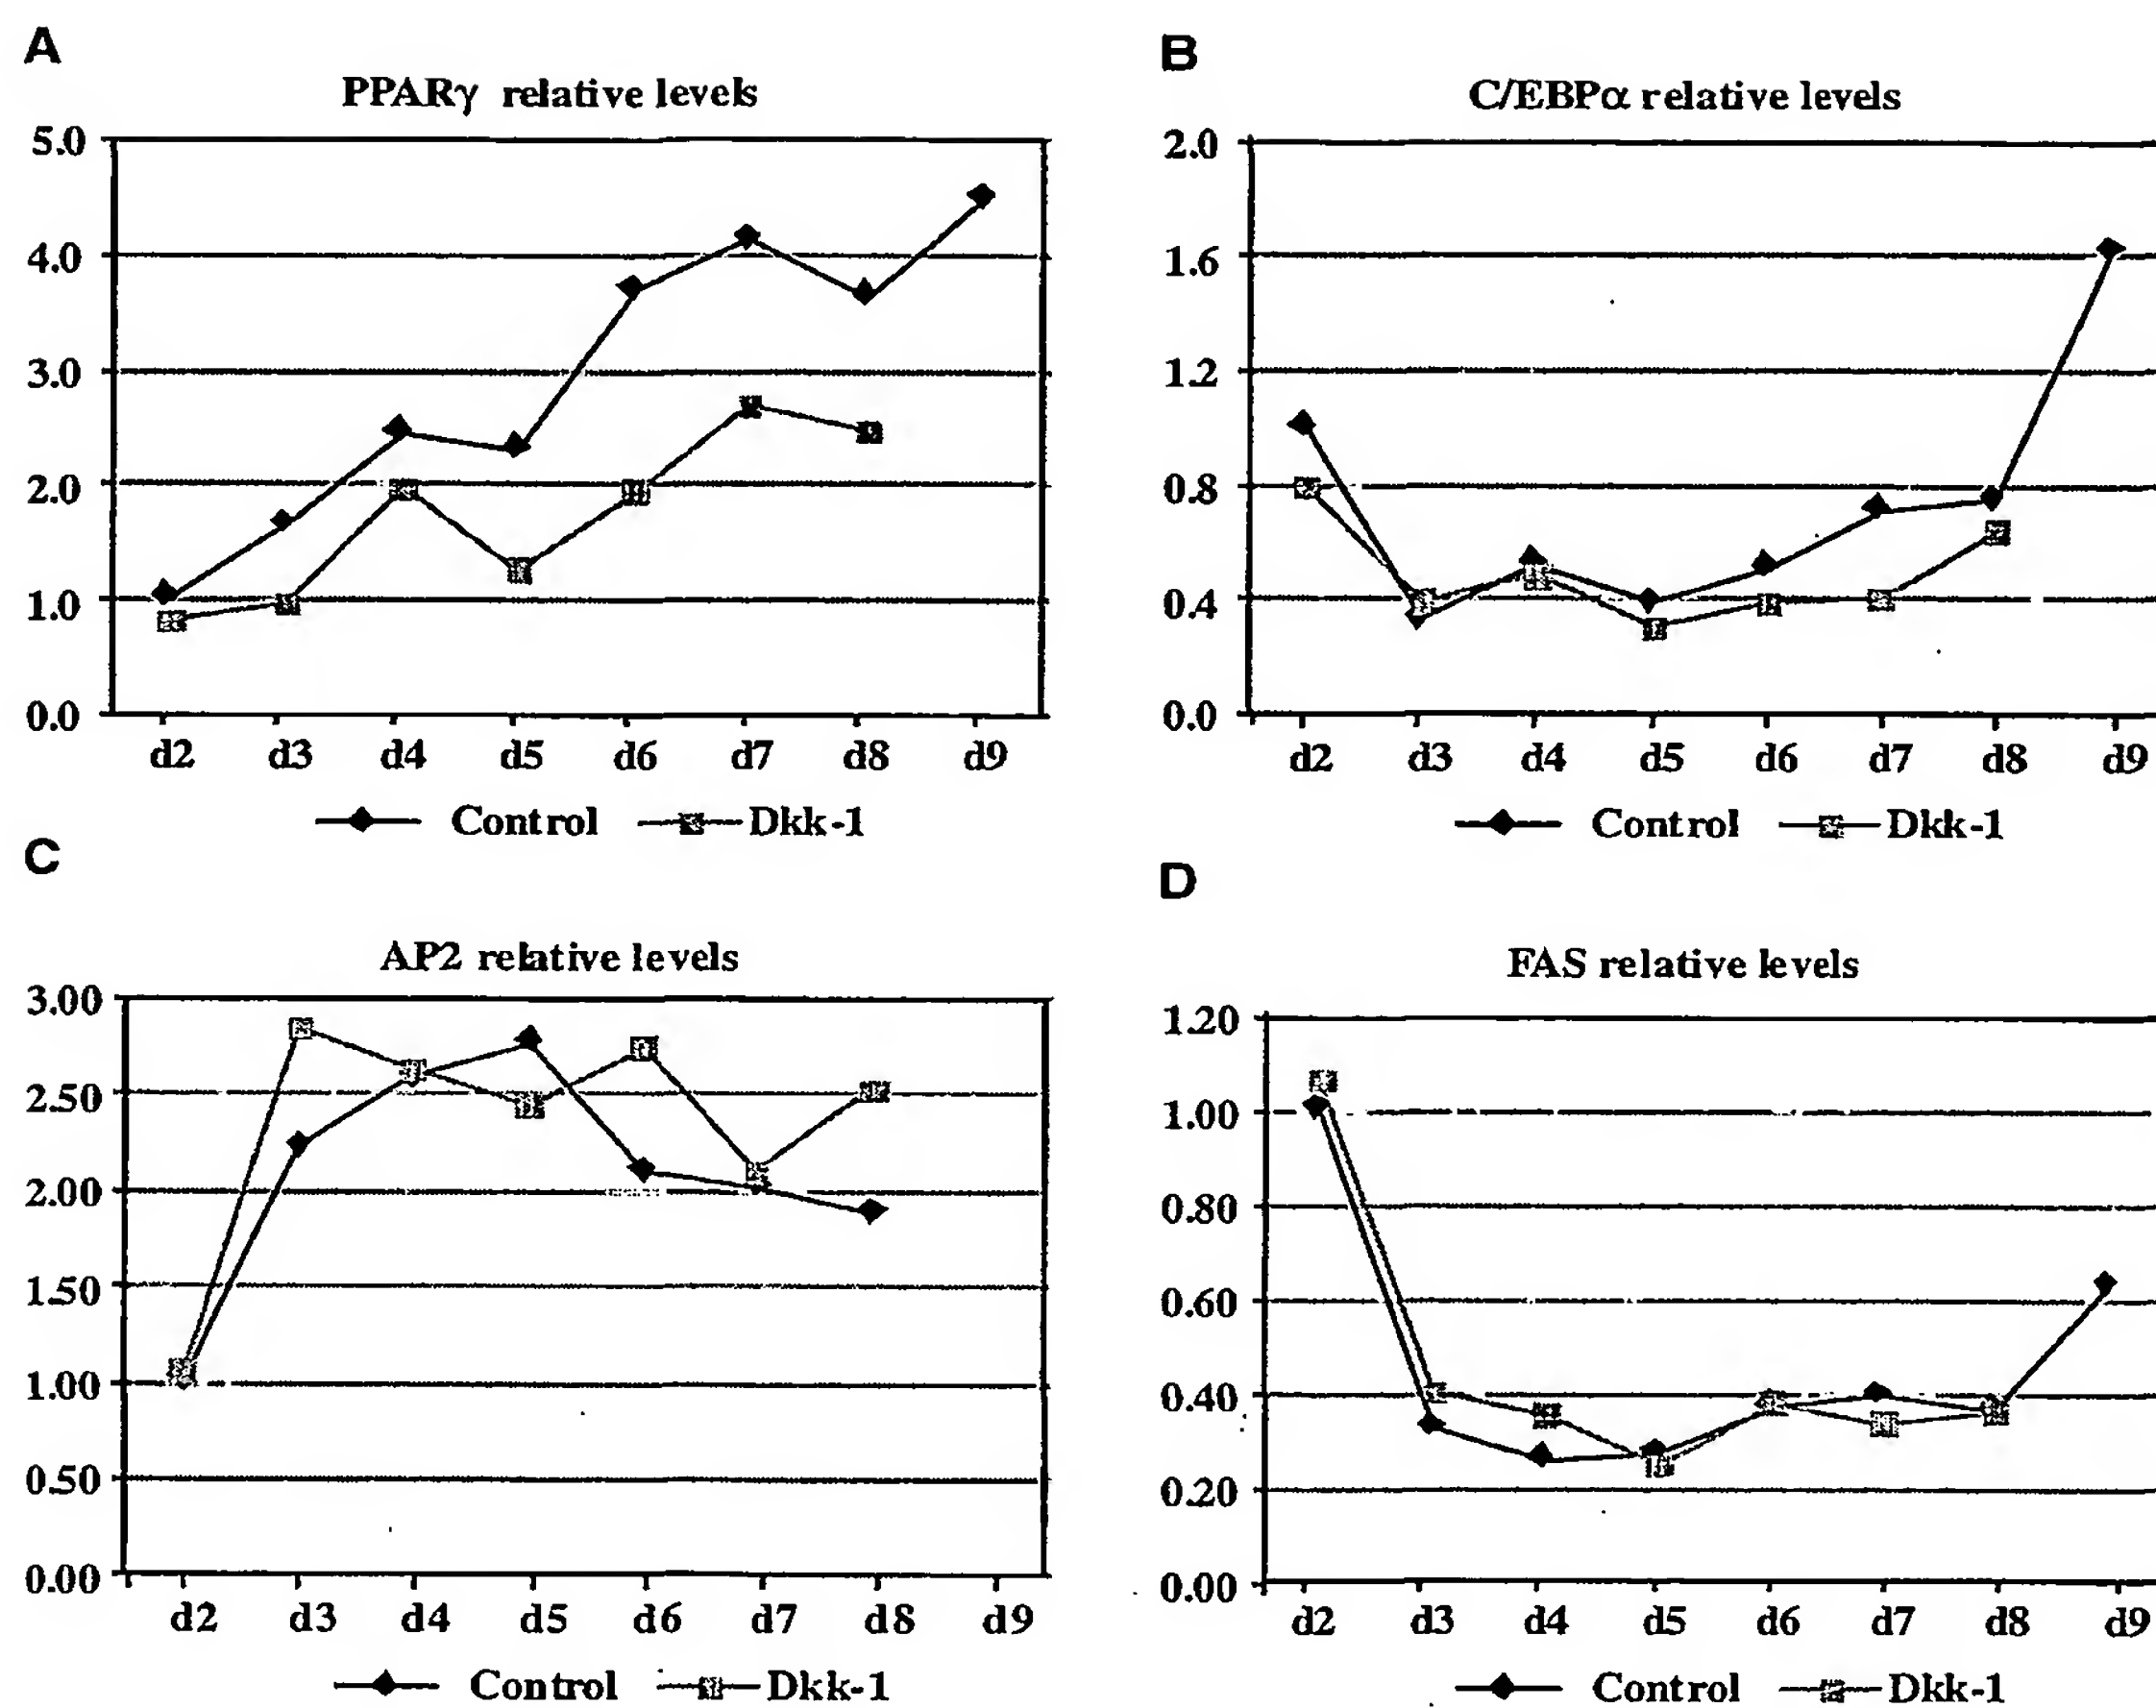 A
PPARγ relative levels
5.0
4.0
3.0
2.0
1.0
0.0
d2 d3 d4 d5 d6 d7 d8 d9
Control Dkk-1
B
C/EBPα relative levels
2.0
1.6
1.2
0.8
0.4
0.0
d2 d3 d4 d5 d6 d7 d8 d9
Control Dkk-1
C
AP2 relative levels
3.00
2.50
2.00
1.50
1.00
0.50
0.00
d2 d3 d4 d5 d6 d7 d8 d9
Control Dkk-1
D
FAS relative levels
1.20
1.00
0.80
0.60
0.40
0.20
0.00
d2 d3 d4 d5 d6 d7 d8 d9
Control Dkk-1